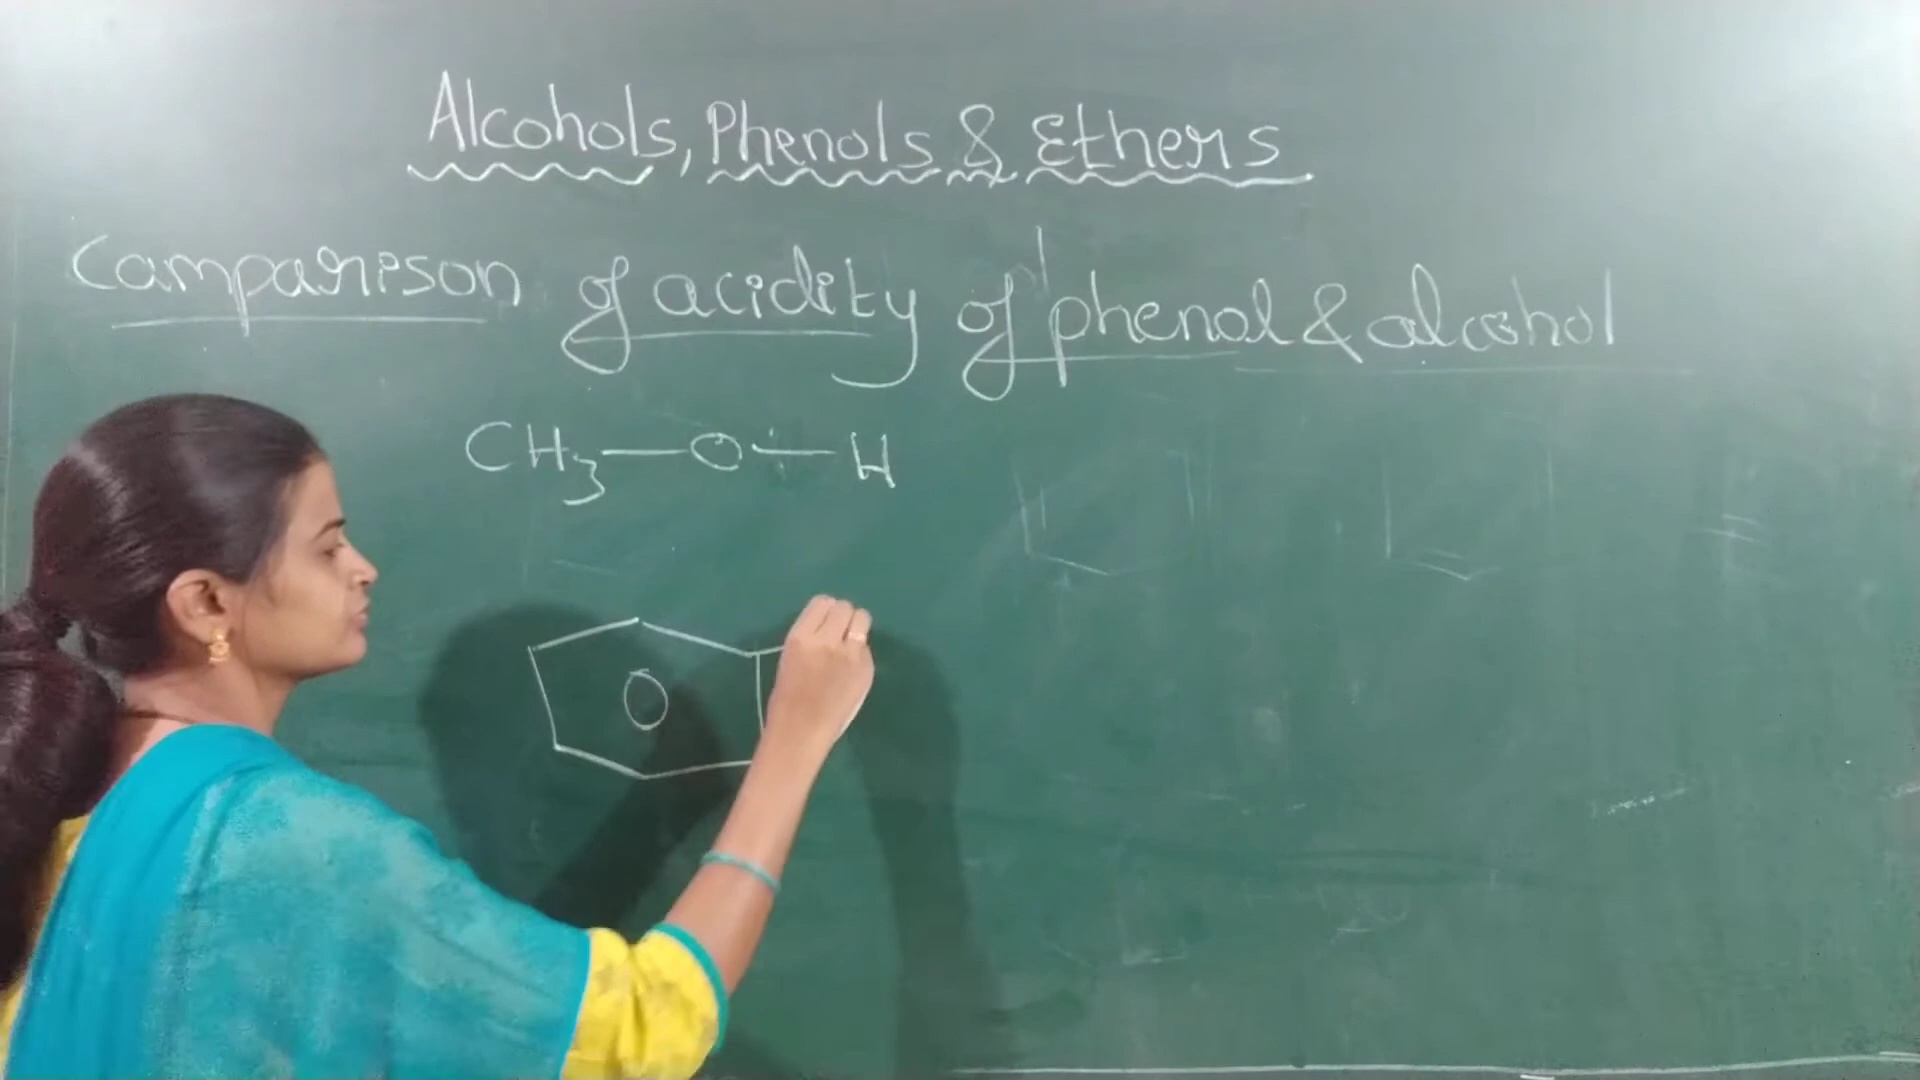 Alcohols, Phenols & Ethers
Comparison of acidity of phenol & alcohol
CH3—O—H